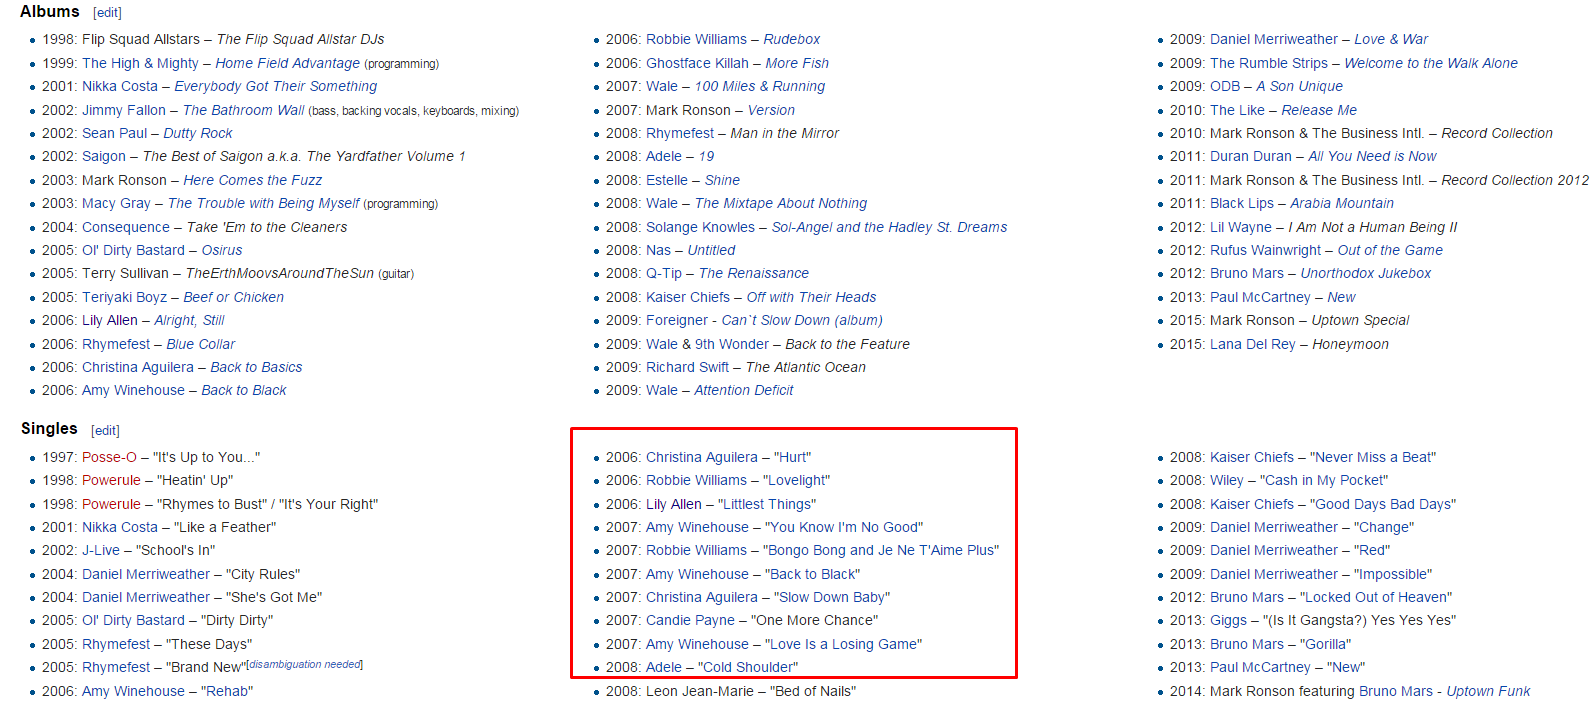 Albums [edit]
1998: Flip Squad Allstars – The Flip Squad Allstar DJs
1999: The High & Mighty – Home Field Advantage (programming)
2001: Nikka Costa – Everybody Got Their Something
2002: Jimmy Fallon – The Bathroom Wall (bass, backing vocals, keyboards, mixing)
2002: Sean Paul – Dutty Rock
2002: Saigon – The Best of Saigon a.k.a. The Yardfather Volume 1
2003: Mark Ronson – Here Comes the Fuzz
2003: Macy Gray – The Trouble with Being Myself (programming)
2004: Consequence – Take 'Em to the Cleaners
2005: Ol' Dirty Bastard – Osirus
2005: Terry Sullivan – TheErthMoovsAroundTheSun (guitar)
2005: Teriyaki Boyz – Beef or Chicken
2006: Lily Allen – Alright, Still
2006: Rhymefest – Blue Collar
2006: Christina Aguilera – Back to Basics
2006: Amy Winehouse – Back to Black
2006: Robbie Williams – Rudebox
2006: Ghostface Killah – More Fish
2007: Wale – 100 Miles & Running
2007: Mark Ronson – Version
2008: Rhymefest – Man in the Mirror
2008: Adele – 19
2008: Estelle – Shine
2008: Wale – The Mixtape About Nothing
2008: Solange Knowles – Sol-Angel and the Hadley St. Dreams
2008: Nas – Untitled
2008: Q-Tip – The Renaissance
2008: Kaiser Chiefs – Off with Their Heads
2009: Foreigner - Can`t Slow Down (album)
2009: Wale & 9th Wonder – Back to the Feature
2009: Richard Swift – The Atlantic Ocean
2009: Wale – Attention Deficit
2009: Daniel Merriweather – Love & War
2009: The Rumble Strips – Welcome to the Walk Alone
2009: ODB – A Son Unique
2010: The Like – Release Me
2010: Mark Ronson & The Business Intl. – Record Collection
2011: Duran Duran – All You Need is Now
2011: Mark Ronson & The Business Intl. – Record Collection 2012
2011: Black Lips – Arabia Mountain
2012: Lil Wayne – I Am Not a Human Being II
2012: Rufus Wainwright – Out of the Game
2012: Bruno Mars – Unorthodox Jukebox
2013: Paul McCartney – New
2015: Mark Ronson – Uptown Special
2015: Lana Del Rey – Honeymoon
Singles [edit]
1997: Posse-O – "It's Up to You..."
1998: Powerule – "Heatin' Up"
1998: Powerule – "Rhymes to Bust" / "It's Your Right"
2001: Nikka Costa – "Like a Feather"
2002: J-Live – "School's In"
2004: Daniel Merriweather – "City Rules"
2004: Daniel Merriweather – "She's Got Me"
2005: Ol' Dirty Bastard – "Dirty Dirty"
2005: Rhymefest – "These Days"
2005: Rhymefest – "Brand New"[disambiguation needed]
2006: Amy Winehouse – "Rehab"
2006: Christina Aguilera – "Hurt"
2006: Robbie Williams – "Lovelight"
2006: Lily Allen – "Littlest Things"
2007: Amy Winehouse – "You Know I'm No Good"
2007: Robbie Williams – "Bongo Bong and Je Ne T'Aime Plus"
2007: Amy Winehouse – "Back to Black"
2007: Christina Aguilera – "Slow Down Baby"
2007: Candie Payne – "One More Chance"
2007: Amy Winehouse – "Love Is a Losing Game"
2008: Adele – "Cold Shoulder"
2008: Leon Jean-Marie – "Bed of Nails"
2008: Kaiser Chiefs – "Never Miss a Beat"
2008: Wiley – "Cash in My Pocket"
2008: Kaiser Chiefs – "Good Days Bad Days"
2009: Daniel Merriweather – "Change"
2009: Daniel Merriweather – "Red"
2009: Daniel Merriweather – "Impossible"
2012: Bruno Mars – "Locked Out of Heaven"
2013: Giggs – "(Is It Gangsta?) Yes Yes Yes"
2013: Bruno Mars – "Gorilla"
2013: Paul McCartney – "New"
2014: Mark Ronson featuring Bruno Mars - Uptown Funk